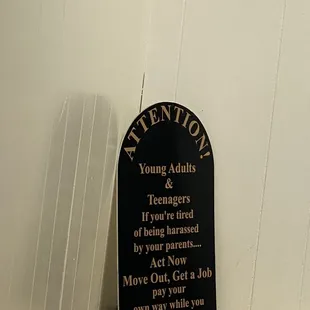 ATTENTION!
Young Adults
&
Teenagers
If you're tired
of being harassed
by your parents....
Act Now
Move Out, Get a Job
pay your
own way while you